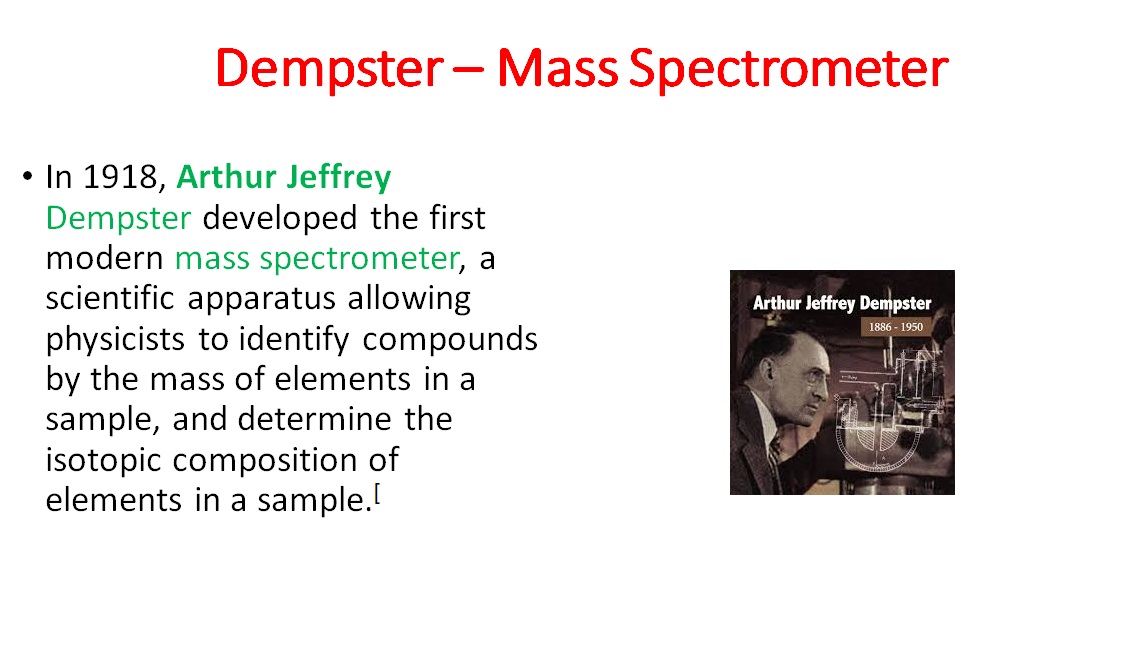 Dempster – Mass Spectrometer
• In 1918, Arthur Jeffrey
Dempster developed the first
modern mass spectrometer, a
scientific apparatus allowing
physicists to identify compounds
by the mass of elements in a
sample, and determine the
isotopic composition of
elements in a sample.[
Arthur Jeffrey Dempster
1886 - 1950